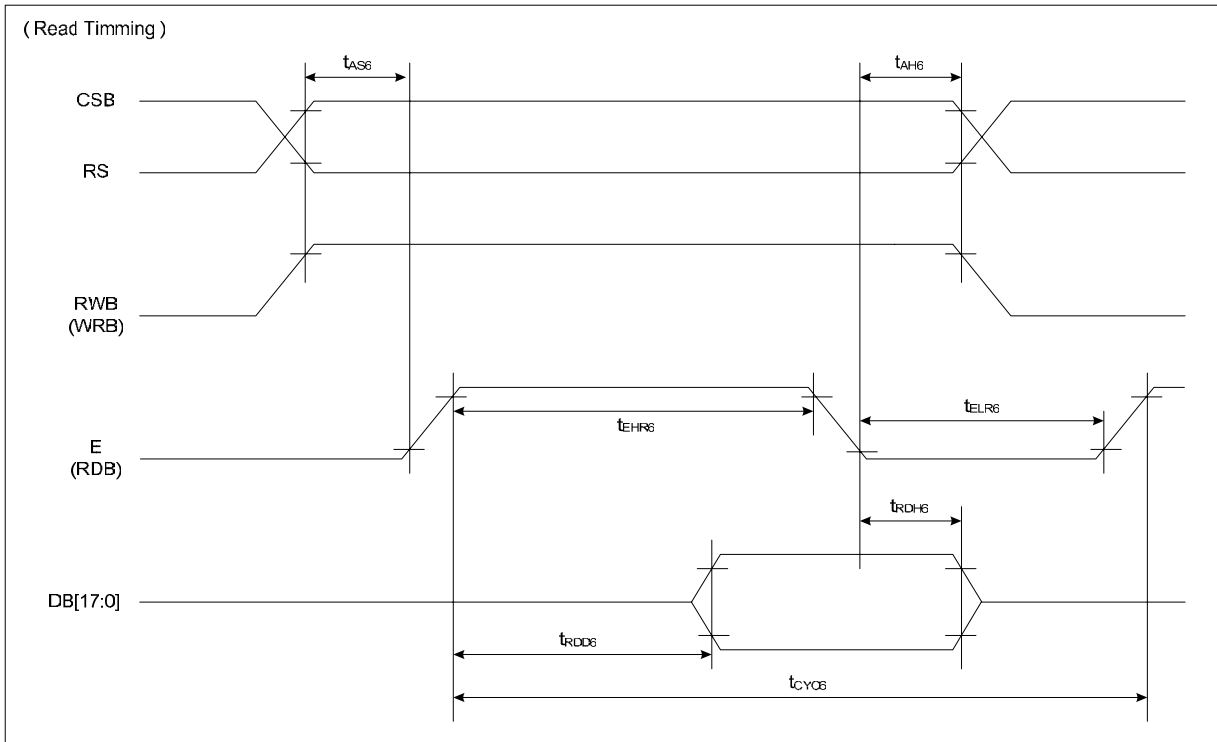 ( Read Timming )
tAS6
tAH6
CSB
RS
RWB
(WRB)
tELR6
tEHR6
E
(RDB)
tRDH6
DB[17:0]
tRDD6
tCYC6